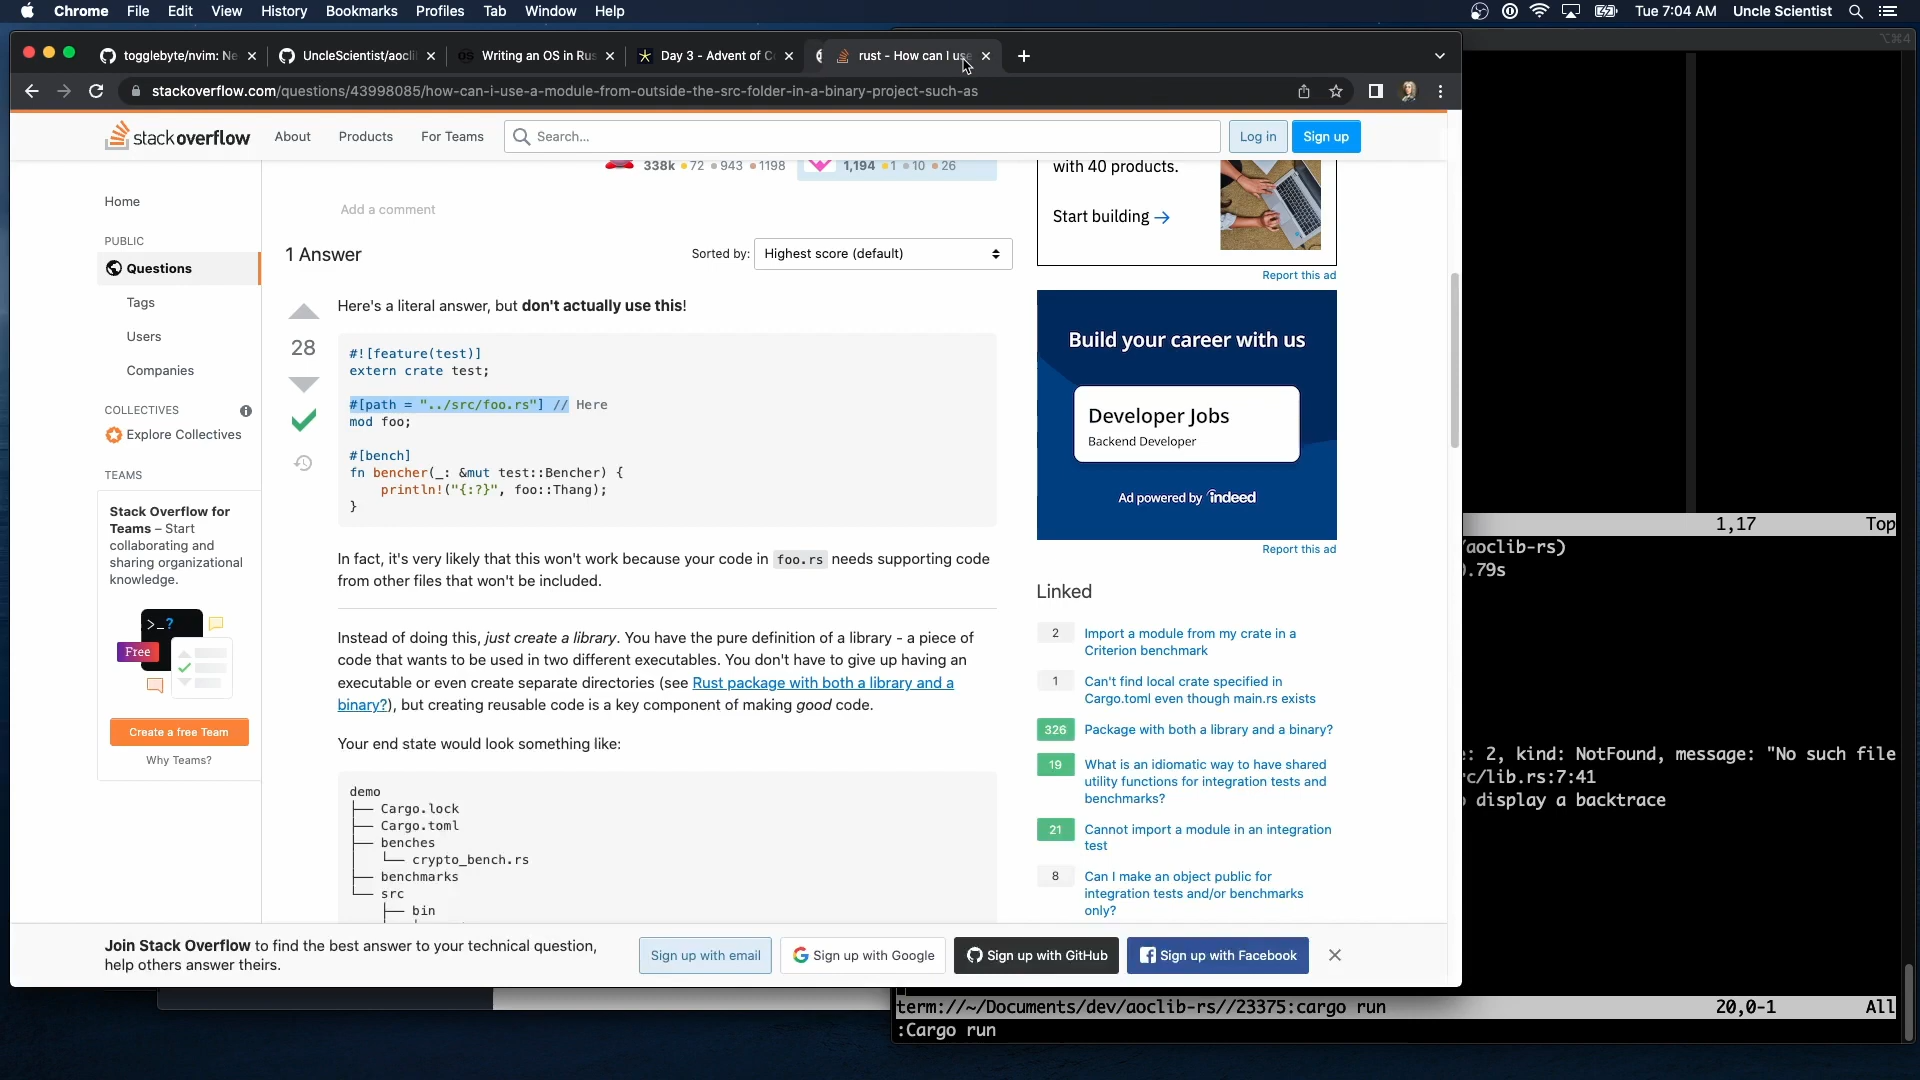 Chrome File Edit View History Bookmarks Profiles Tab Window Help Tue 7:04 AM Uncle Scientist
⌥⌘4
togglebyte/nvim: Ne UncleScientist/aocli Writing an OS in Rus Day 3 - Advent of Co rust - How can I use
stackoverflow.com/questions/43998085/how-can-i-use-a-module-from-outside-the-src-folder-in-a-binary-project-such-as
stackoverflow About Products For Teams Search... Log in Sign up
338k 72 943 1198 1,194 1 10 26
Add a comment
with 40 products.
Start building →
Report this ad
Home
PUBLIC
Questions
Tags
Users
Companies
COLLECTIVES
Explore Collectives
TEAMS
Stack Overflow for
Teams – Start
collaborating and
sharing organizational
knowledge.
>_?
Free
Create a free Team
Why Teams?
1 Answer Sorted by: Highest score (default)
28
Here's a literal answer, but don't actually use this!
#![feature(test)]
extern crate test;
#[path = "../src/foo.rs"] // Here
mod foo;
#[bench]
fn bencher(_: &mut test::Bencher) {
println!("{:?}", foo::Thang);
}
In fact, it's very likely that this won't work because your code in foo.rs needs supporting code
from other files that won't be included.
Instead of doing this, just create a library. You have the pure definition of a library - a piece of
code that wants to be used in two different executables. You don't have to give up having an
executable or even create separate directories (see Rust package with both a library and a
binary?), but creating reusable code is a key component of making good code.
Your end state would look something like:
demo
├── Cargo.lock
├── Cargo.toml
├── benches
│   └── crypto_bench.rs
├── benchmarks
└── src
├── bin
Build your career with us
Developer Jobs
Backend Developer
Ad powered by indeed
Report this ad
Linked
2 Import a module from my crate in a
Criterion benchmark
1 Can't find local crate specified in
Cargo.toml even though main.rs exists
326 Package with both a library and a binary?
19 What is an idiomatic way to have shared
utility functions for integration tests and
benchmarks?
21 Cannot import a module in an integration
test
8 Can I make an object public for
integration tests and/or benchmarks
only?
Join Stack Overflow to find the best answer to your technical question,
help others answer theirs.
Sign up with email Sign up with Google Sign up with GitHub Sign up with Facebook
1,17 Top
/aoclib-rs)
.79s
: 2, kind: NotFound, message: "No such file
rc/lib.rs:7:41
display a backtrace
term://~/Documents/dev/aoclib-rs//23375:cargo run 20,0-1 All
:Cargo run